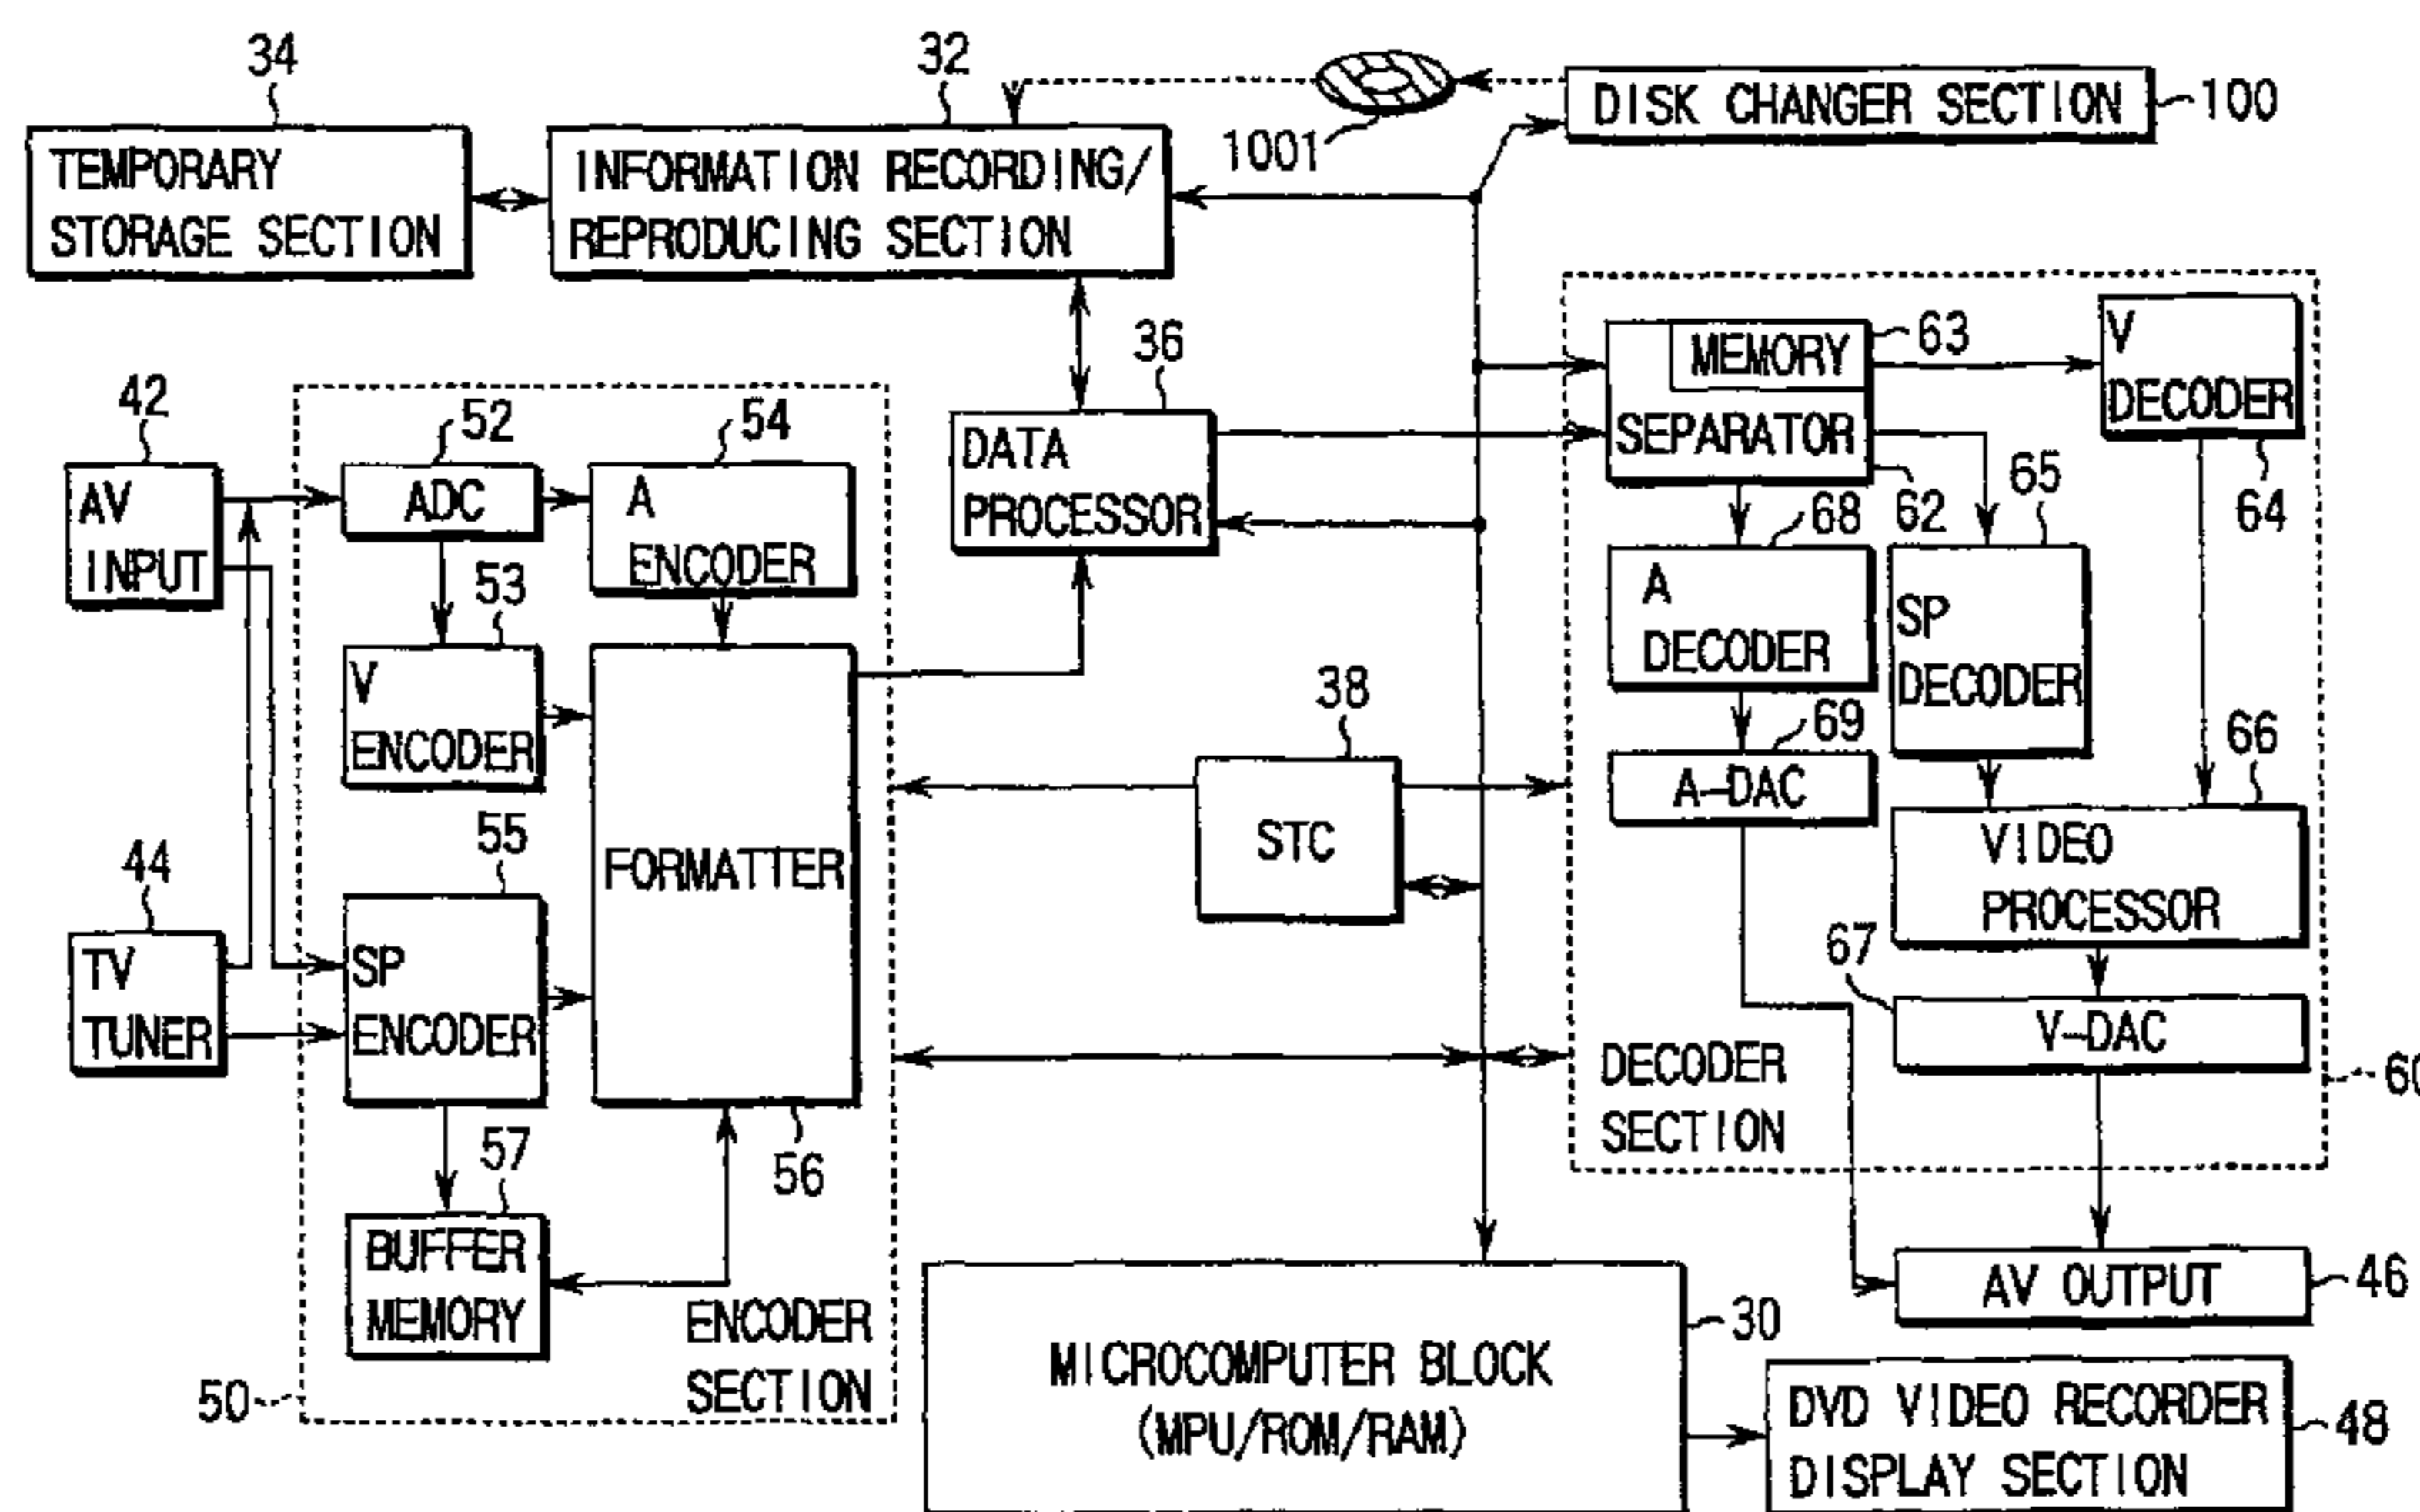 34
32
1001
DISK CHANGER SECTION
100
TEMPORARY
STORAGE SECTION
INFORMATION RECORDING/
REPRODUCING SECTION
42
AV
INPUT
44
TV
TUNER
52
ADC
54
A
ENCODER
53
V
ENCODER
55
SP
ENCODER
FORMATTER
56
57
BUFFER
MEMORY
ENCODER
SECTION
50
36
DATA
PROCESSOR
38
STC
MEMORY
63
SEPARATOR
62
V
DECODER
64
68
A
DECODER
65
SP
DECODER
69
A-DAC
66
VIDEO
PROCESSOR
67
V-DAC
DECODER
SECTION
60
AV OUTPUT
46
MICROCOMPUTER BLOCK
(MPU/ROM/RAM)
30
DVD VIDEO RECORDER
DISPLAY SECTION
48